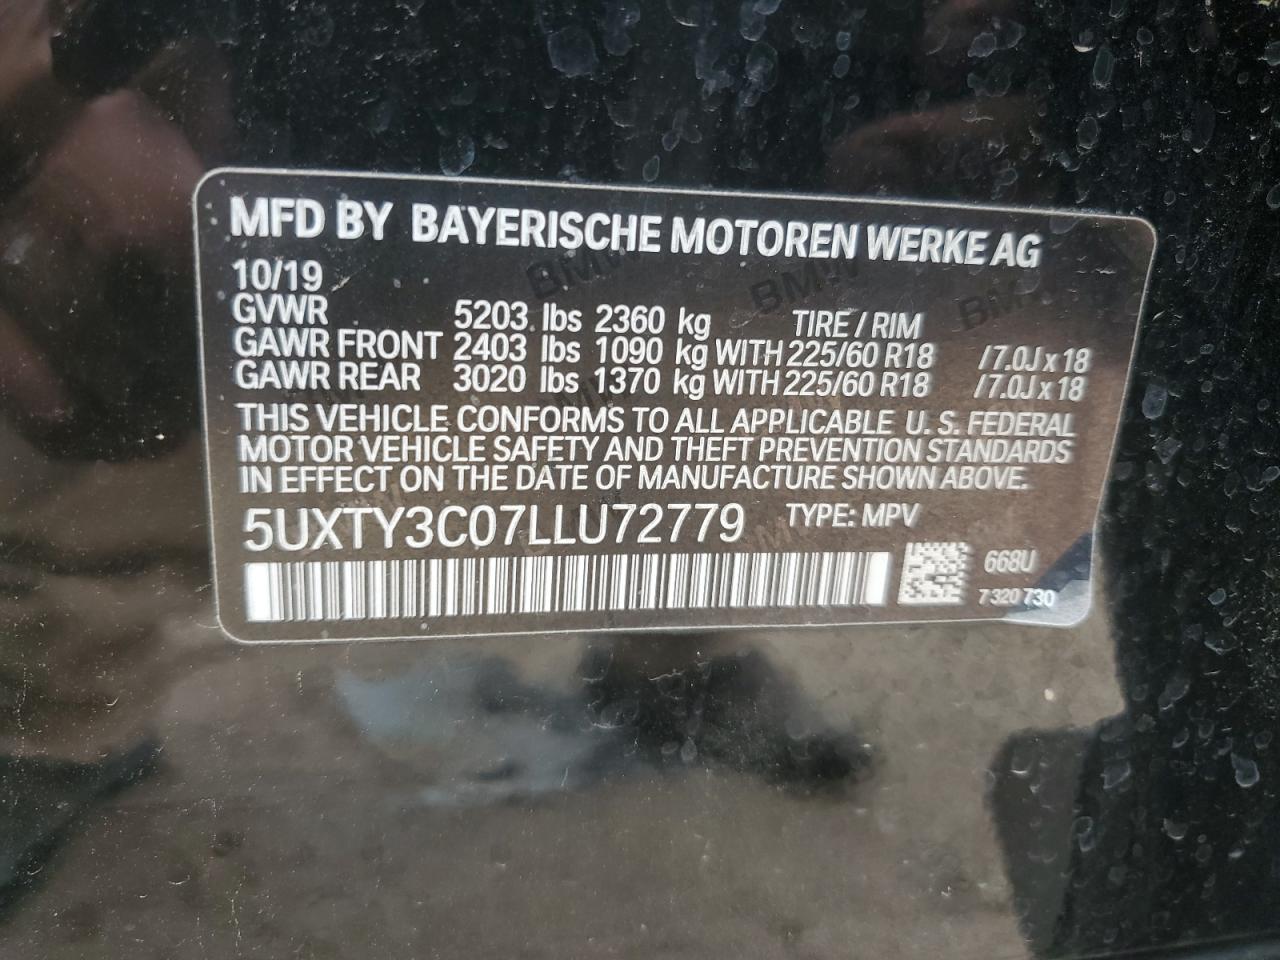 MFD BY BAYERISCHE MOTOREN WERKE AG
10/19
GVWR 5203 lbs 2360 kg TIRE / RIM
GAWR FRONT 2403 lbs 1090 kg WITH 225/60 R18 / 7.0J x 18
GAWR REAR 3020 lbs 1370 kg WITH 225/60 R18 / 7.0J x 18
THIS VEHICLE CONFORMS TO ALL APPLICABLE U. S. FEDERAL
MOTOR VEHICLE SAFETY AND THEFT PREVENTION STANDARDS
IN EFFECT ON THE DATE OF MANUFACTURE SHOWN ABOVE.
5UXTY3C07LLU72779 TYPE: MPV
668U
7 320 730
BMW BMW BMW